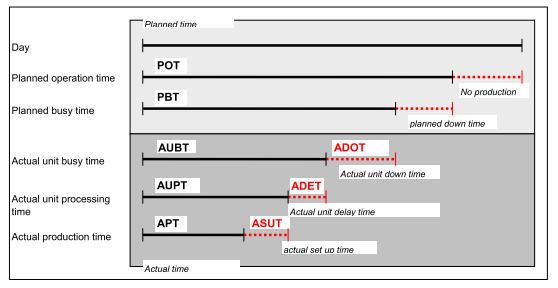 Planned time
Day
POT
Planned operation time
No production
PBT
Planned busy time
planned down time
AUBT
ADOT
Actual unit busy time
Actual unit down time
AUPT
ADET
Actual unit processing
time
Actual unit delay time
APT
ASUT
Actual production time
actual set up time
Actual time